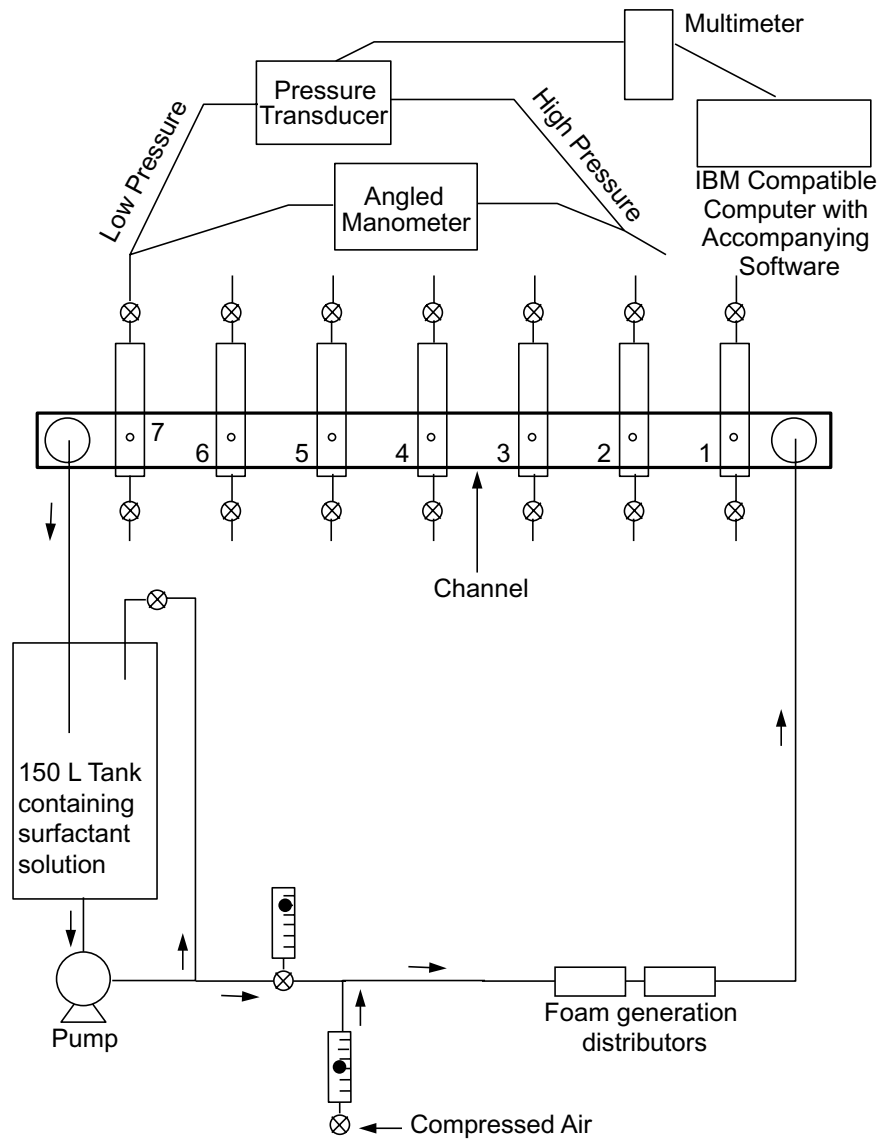 Multimeter
Pressure
Transducer
Low Pressure
High Pressure
Angled
Manometer
IBM Compatible
Computer with
Accompanying
Software
7
6
5
4
3
2
1
Channel
150 L Tank
containing
surfactant
solution
Pump
Foam generation
distributors
Compressed Air